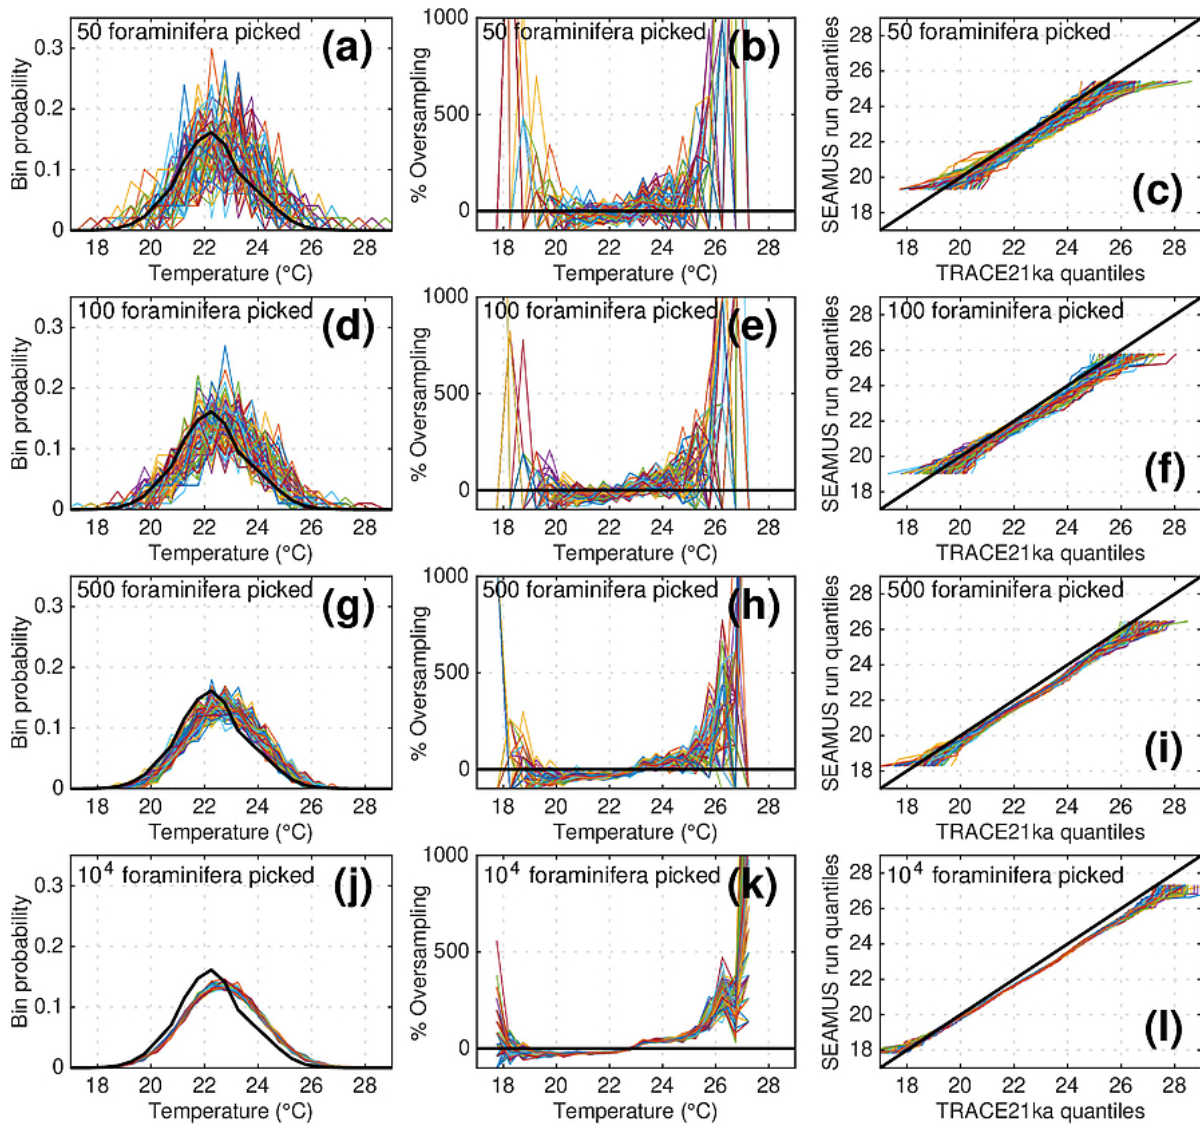 50 foraminifera picked (a)
0.3
0.2
0.1
0
Bin probability
18 20 22 24 26 28
Temperature (°C)
50 foraminifera picked (b)
1000
500
0
% Oversampling
18 20 22 24 26 28
Temperature (°C)
50 foraminifera picked
28
26
24
22
20
18
SEAMUS run quantiles
(c)
18 20 22 24 26 28
TRACE21ka quantiles
100 foraminifera picked (d)
0.3
0.2
0.1
0
Bin probability
18 20 22 24 26 28
Temperature (°C)
100 foraminifera picked (e)
1000
500
0
% Oversampling
18 20 22 24 26 28
Temperature (°C)
100 foraminifera picked
28
26
24
22
20
18
SEAMUS run quantiles
(f)
18 20 22 24 26 28
TRACE21ka quantiles
500 foraminifera picked (g)
0.3
0.2
0.1
0
Bin probability
18 20 22 24 26 28
Temperature (°C)
500 foraminifera picked (h)
1000
500
0
% Oversampling
18 20 22 24 26 28
Temperature (°C)
500 foraminifera picked
28
26
24
22
20
18
SEAMUS run quantiles
(i)
18 20 22 24 26 28
TRACE21ka quantiles
10⁴ foraminifera picked (j)
0.3
0.2
0.1
0
Bin probability
18 20 22 24 26 28
Temperature (°C)
10⁴ foraminifera picked (k)
1000
500
0
% Oversampling
18 20 22 24 26 28
Temperature (°C)
10⁴ foraminifera picked
28
26
24
22
20
18
SEAMUS run quantiles
(l)
18 20 22 24 26 28
TRACE21ka quantiles